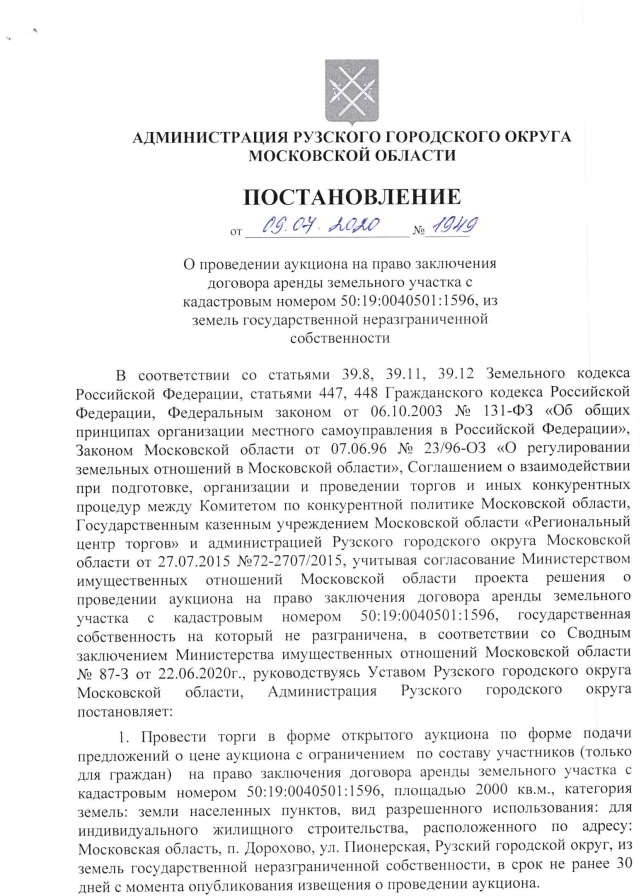 АДМИНИСТРАЦИЯ РУЗСКОГО ГОРОДСКОГО ОКРУГА
МОСКОВСКОЙ ОБЛАСТИ
ПОСТАНОВЛЕНИЕ
от 09.07.2020 № 1949
О проведении аукциона на право заключения
договора аренды земельного участка с
кадастровым номером 50:19:0040501:1596, из
земель государственной неразграниченной
собственности
В соответствии со статьями 39.8, 39.11, 39.12 Земельного кодекса
Российской Федерации, статьями 447, 448 Гражданского кодекса Российской
Федерации, Федеральным законом от 06.10.2003 № 131-ФЗ «Об общих
принципах организации местного самоуправления в Российской Федерации»,
Законом Московской области от 07.06.96 № 23/96-ОЗ «О регулировании
земельных отношений в Московской области», Соглашением о взаимодействии
при подготовке, организации и проведении торгов и иных конкурентных
процедур между Комитетом по конкурентной политике Московской области,
Государственным казенным учреждением Московской области «Региональный
центр торгов» и администрацией Рузского городского округа Московской
области от 27.07.2015 №72-2707/2015, учитывая согласование Министерством
имущественных отношений Московской области проекта решения о
проведении аукциона на право заключения договора аренды земельного
участка с кадастровым номером 50:19:0040501:1596, государственная
собственность на который не разграничена, в соответствии со Сводным
заключением Министерства имущественных отношений Московской области
№ 87-З от 22.06.2020г., руководствуясь Уставом Рузского городского округа
Московской области, Администрация Рузского городского округа
постановляет:
1. Провести торги в форме открытого аукциона по форме подачи
предложений о цене аукциона с ограничением по составу участников (только
для граждан) на право заключения договора аренды земельного участка с
кадастровым номером 50:19:0040501:1596, площадью 2000 кв.м., категория
земель: земли населенных пунктов, вид разрешенного использования: для
индивидуального жилищного строительства, расположенного по адресу:
Московская область, п. Дорохово, ул. Пионерская, Рузский городской округ, из
земель государственной неразграниченной собственности, в срок не ранее 30
дней с момента опубликования извещения о проведении аукциона.